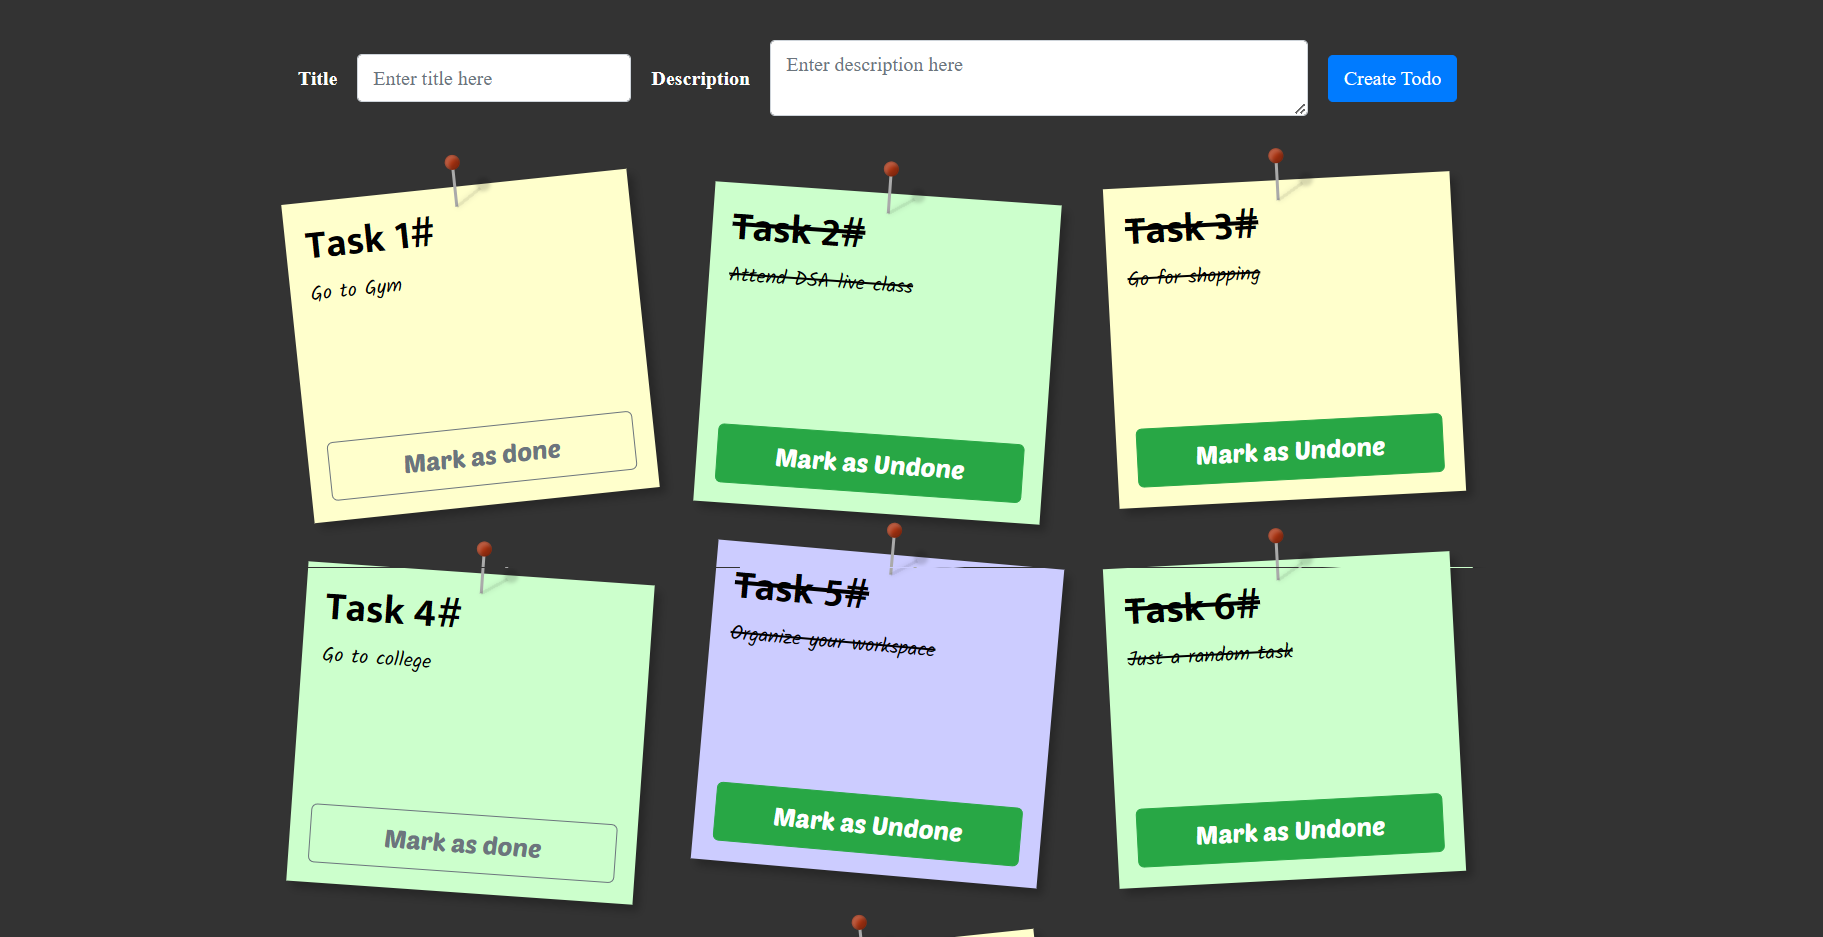 Title
Enter title here
Description
Enter description here
Create Todo
Task 1#
Go to Gym
Mark as done
Task 2#
Attend DSA live class
Mark as Undone
Task 3#
Go for shopping
Mark as Undone
Task 4#
Go to college
Mark as done
Task 5#
Organize your workspace
Mark as Undone
Task 6#
Just a random task
Mark as Undone